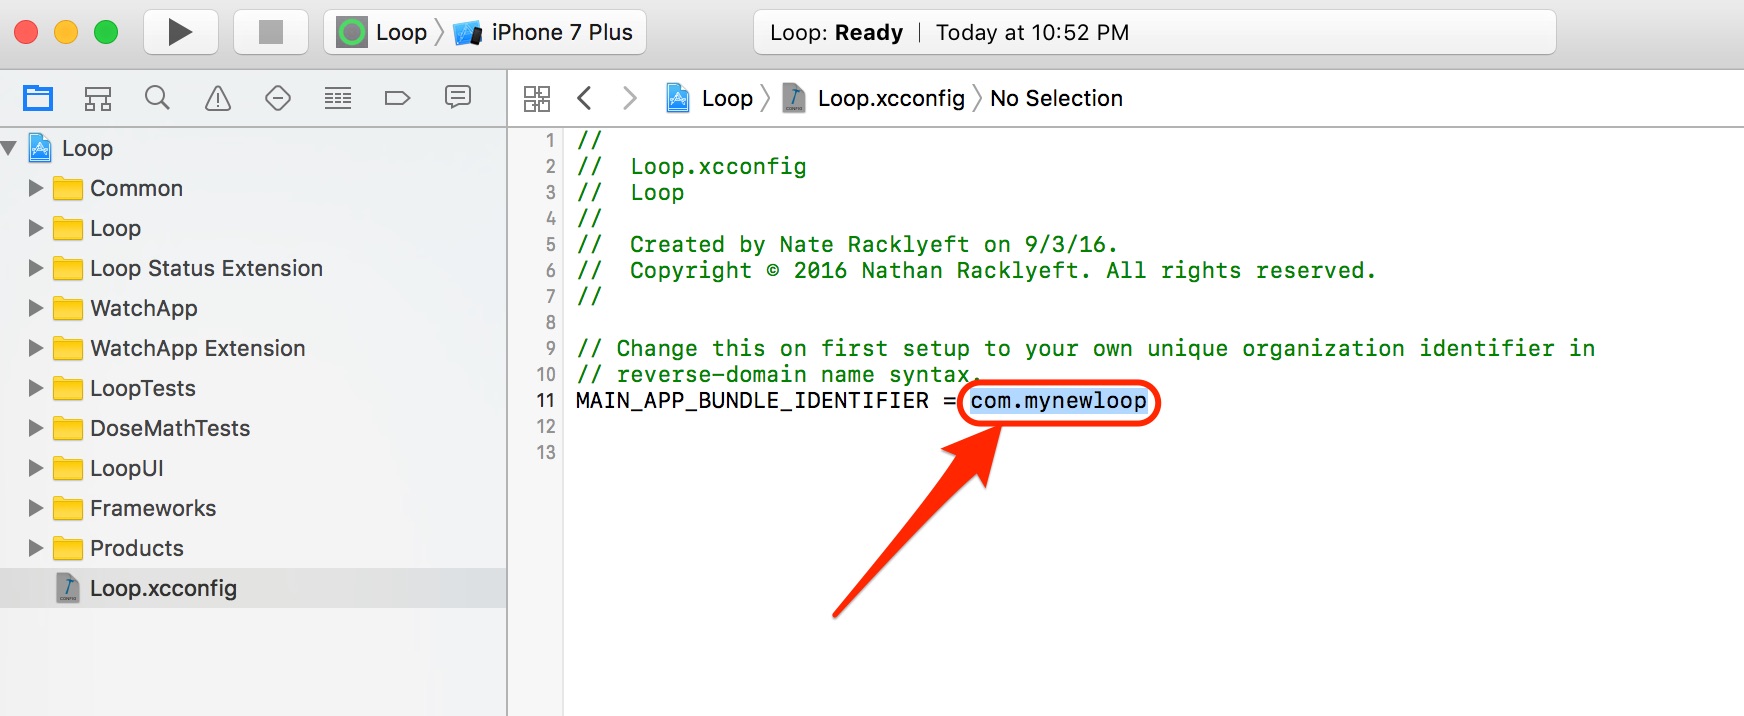 Loop iPhone 7 Plus
Loop: Ready Today at 10:52 PM
Loop Loop.xcconfig No Selection
Loop
Common
Loop
Loop Status Extension
WatchApp
WatchApp Extension
LoopTests
DoseMathTests
LoopUI
Frameworks
Products
Loop.xcconfig
1 //
2 // Loop.xcconfig
3 // Loop
4 //
5 // Created by Nate Racklyeft on 9/3/16.
6 // Copyright © 2016 Nathan Racklyeft. All rights reserved.
7 //
8
9 // Change this on first setup to your own unique organization identifier in
10 // reverse-domain name syntax.
11 MAIN_APP_BUNDLE_IDENTIFIER = com.mynewloop
12
13